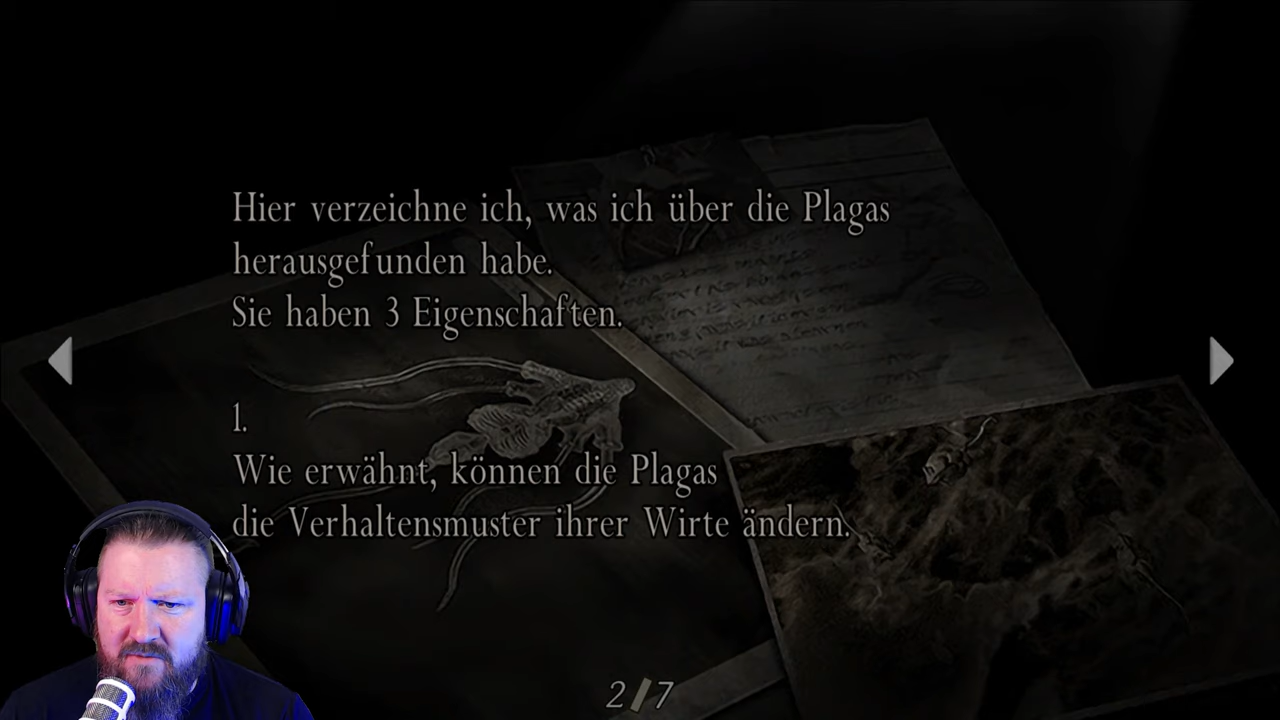 Hier verzeichne ich, was ich über die Plagas
herausgefunden habe.
Sie haben 3 Eigenschaften.
1.
Wie erwähnt, können die Plagas
die Verhaltensmuster ihrer Wirte ändern.
2/7